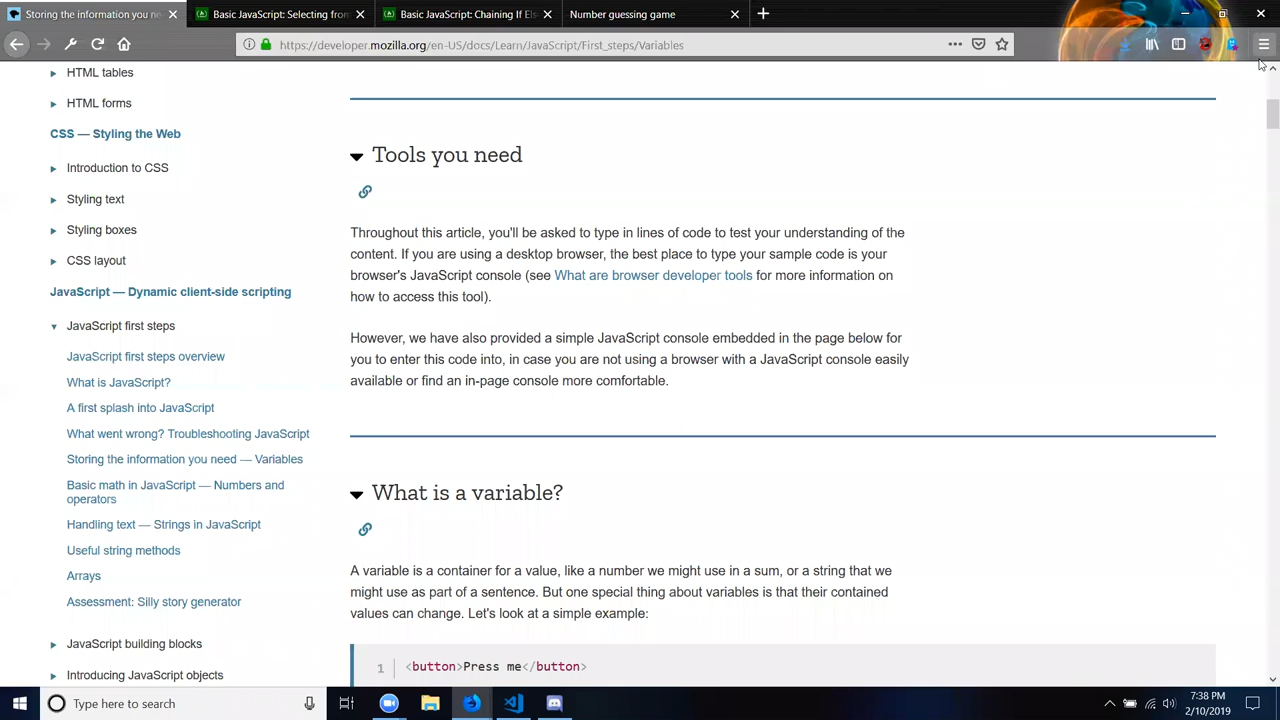 Storing the information you ne
Basic JavaScript: Selecting from
Basic JavaScript: Chaining If Els
Number guessing game
https://developer.mozilla.org/en-US/docs/Learn/JavaScript/First_steps/Variables
HTML tables
HTML forms
CSS — Styling the Web
Introduction to CSS
Styling text
Styling boxes
CSS layout
JavaScript — Dynamic client-side scripting
JavaScript first steps
JavaScript first steps overview
What is JavaScript?
A first splash into JavaScript
What went wrong? Troubleshooting JavaScript
Storing the information you need — Variables
Basic math in JavaScript — Numbers and
operators
Handling text — Strings in JavaScript
Useful string methods
Arrays
Assessment: Silly story generator
JavaScript building blocks
Introducing JavaScript objects
Tools you need
Throughout this article, you'll be asked to type in lines of code to test your understanding of the
content. If you are using a desktop browser, the best place to type your sample code is your
browser's JavaScript console (see What are browser developer tools for more information on
how to access this tool).
However, we have also provided a simple JavaScript console embedded in the page below for
you to enter this code into, in case you are not using a browser with a JavaScript console easily
available or find an in-page console more comfortable.
What is a variable?
A variable is a container for a value, like a number we might use in a sum, or a string that we
might use as part of a sentence. But one special thing about variables is that their contained
values can change. Let's look at a simple example:
1 <button>Press me</button>
Type here to search
7:38 PM
2/10/2019